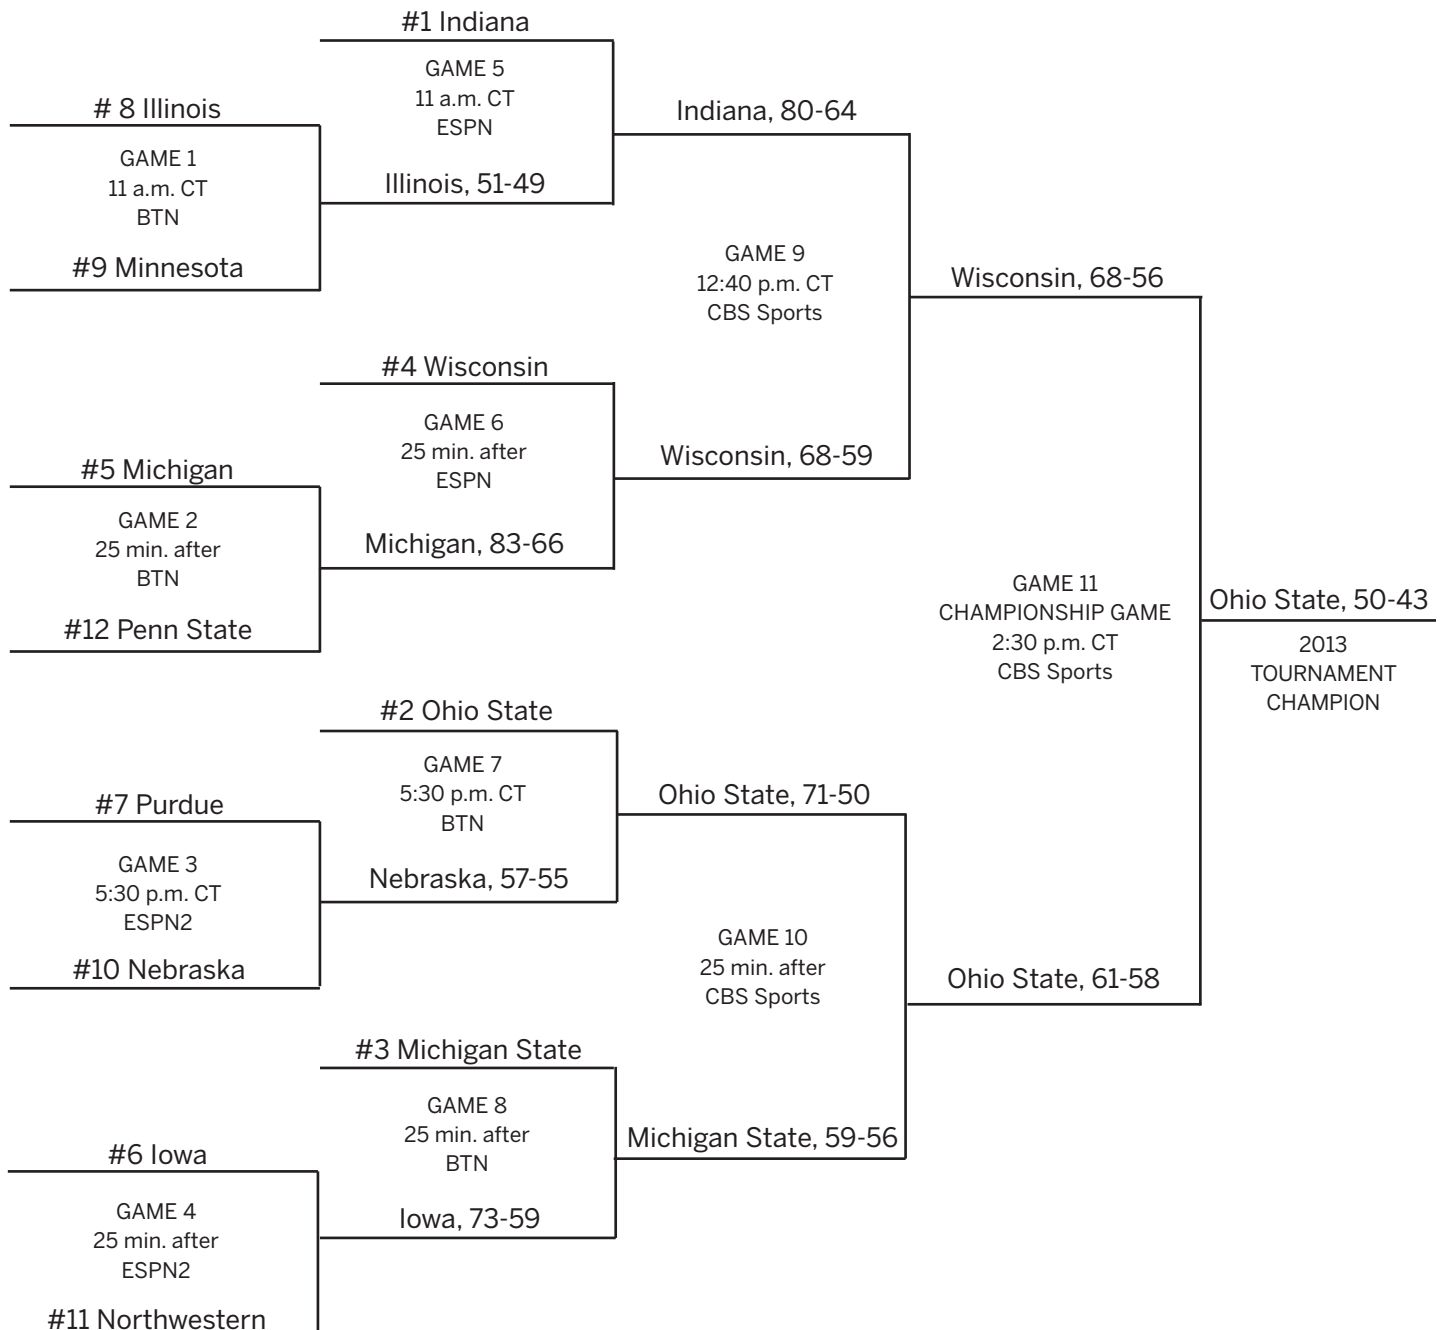 #1 Indiana
GAME 5
11 a.m. CT
ESPN
Illinois, 51-49
# 8 Illinois
GAME 1
11 a.m. CT
BTN
#9 Minnesota
Indiana, 80-64
GAME 9
12:40 p.m. CT
CBS Sports
Wisconsin, 68-59
Wisconsin, 68-56
#4 Wisconsin
GAME 6
25 min. after
ESPN
Michigan, 83-66
#5 Michigan
GAME 2
25 min. after
BTN
#12 Penn State
GAME 11
CHAMPIONSHIP GAME
2:30 p.m. CT
CBS Sports
Ohio State, 50-43
2013
TOURNAMENT
CHAMPION
#2 Ohio State
GAME 7
5:30 p.m. CT
BTN
Nebraska, 57-55
#7 Purdue
GAME 3
5:30 p.m. CT
ESPN2
#10 Nebraska
Ohio State, 71-50
GAME 10
25 min. after
CBS Sports
Michigan State, 59-56
Ohio State, 61-58
#3 Michigan State
GAME 8
25 min. after
BTN
Iowa, 73-59
#6 Iowa
GAME 4
25 min. after
ESPN2
#11 Northwestern